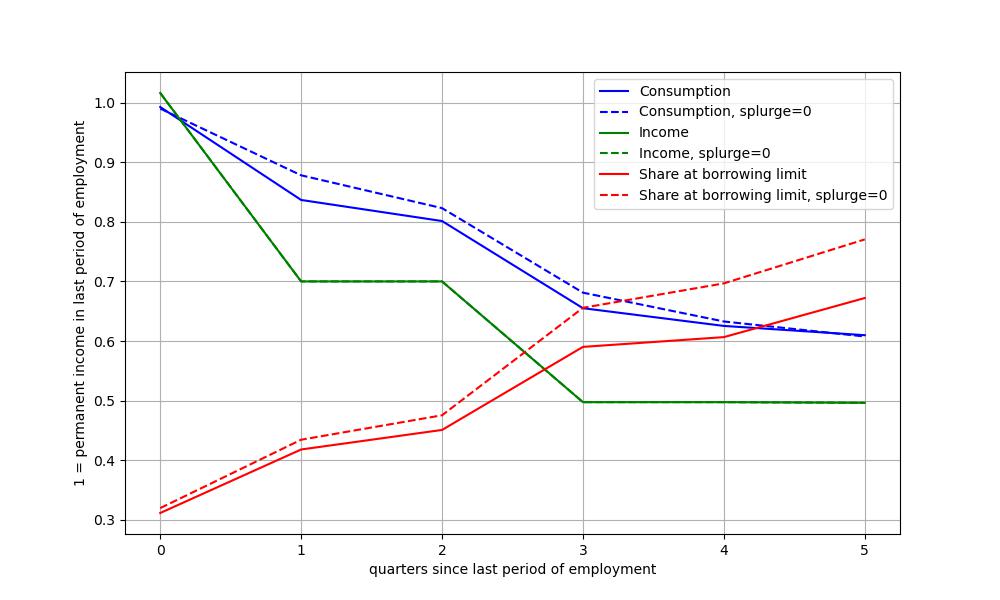 Consumption
Consumption, splurge=0
Income
Income, splurge=0
Share at borrowing limit
Share at borrowing limit, splurge=0
1 = permanent income in last period of employment
1.0
0.9
0.8
0.7
0.6
0.5
0.4
0.3
0 1 2 3 4 5
quarters since last period of employment